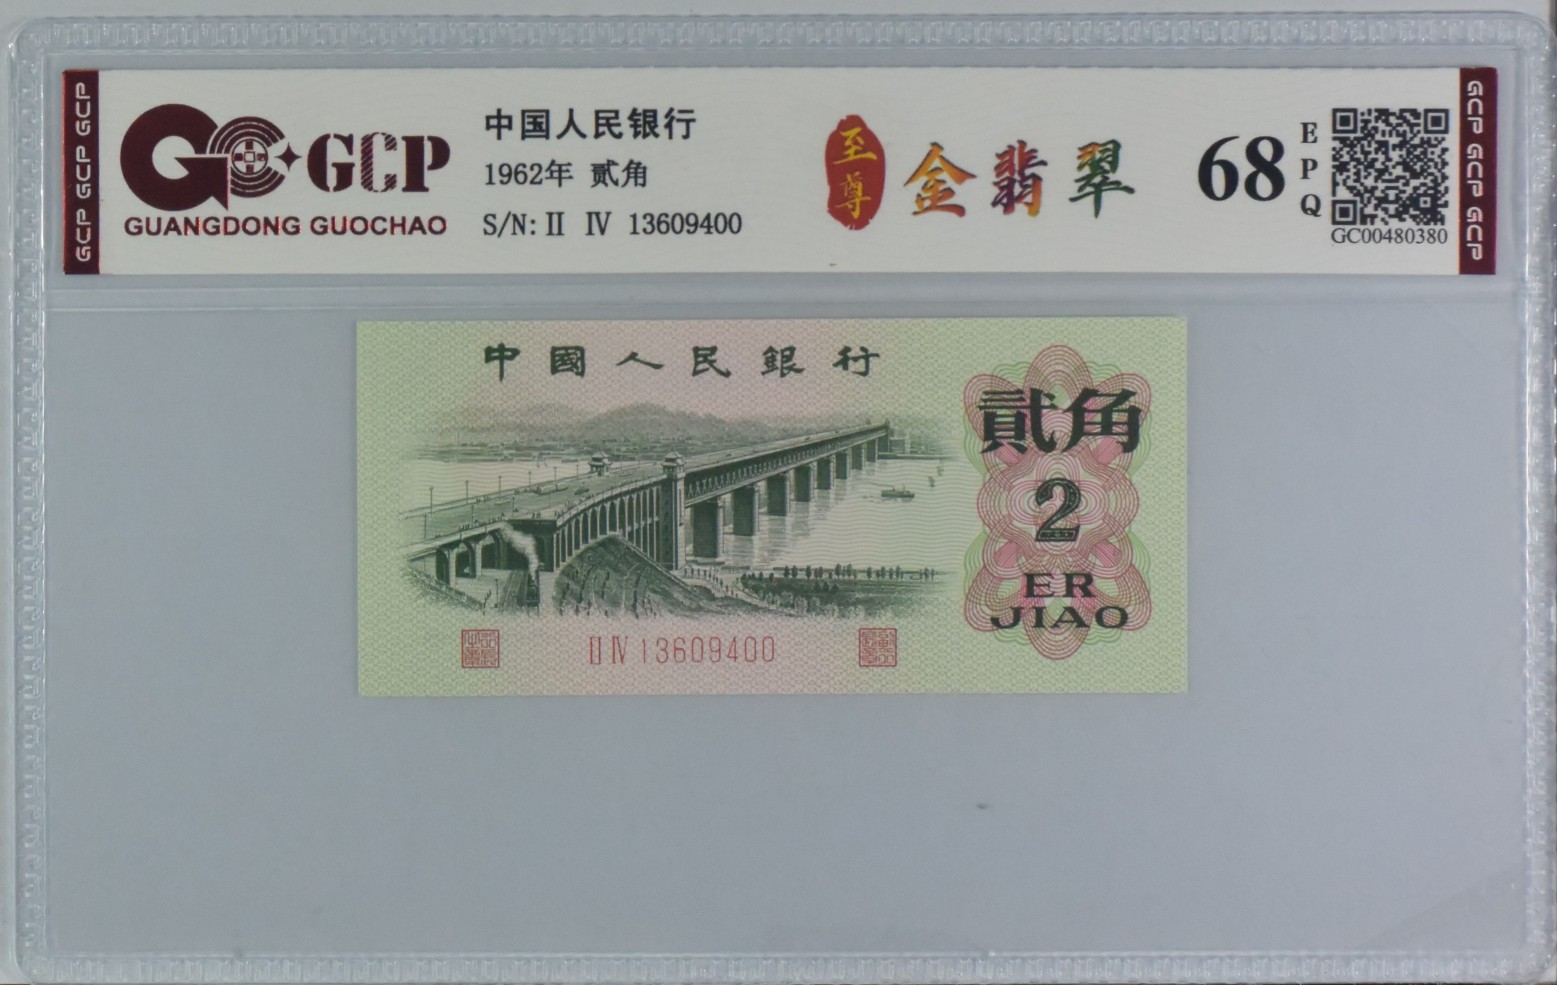 GCP GCP GCP
GCP
GUANGDONG GUOCHAO
中国人民银行
1962年 贰角
S/N: II IV 13609400
至尊
金翡翠
68
EPQ
GC00480380
GCP GCP GCP
中國人民銀行
貳角
2
ER
JIAO
II IV 13609400